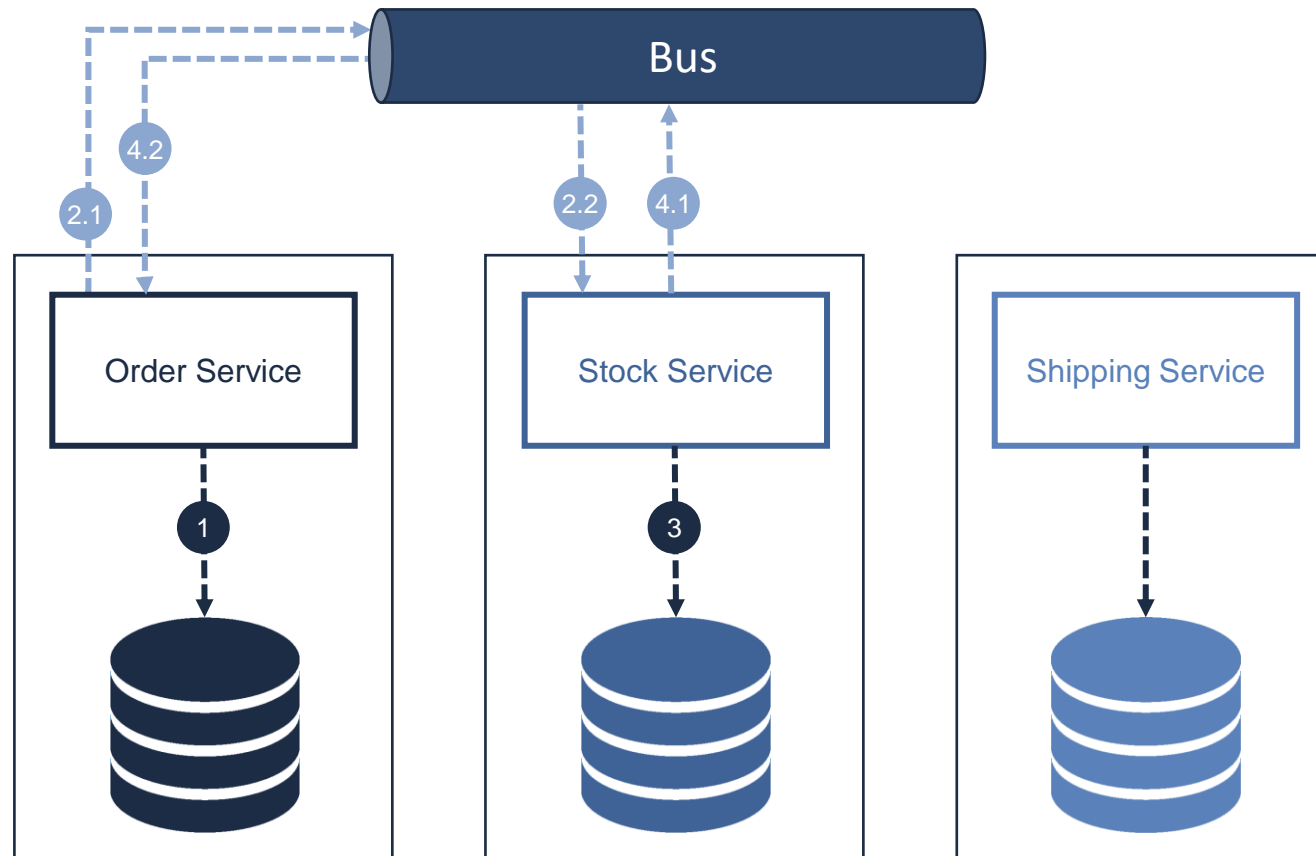 Bus
4.2
2.1
2.2
4.1
Order Service
Stock Service
Shipping Service
1
3